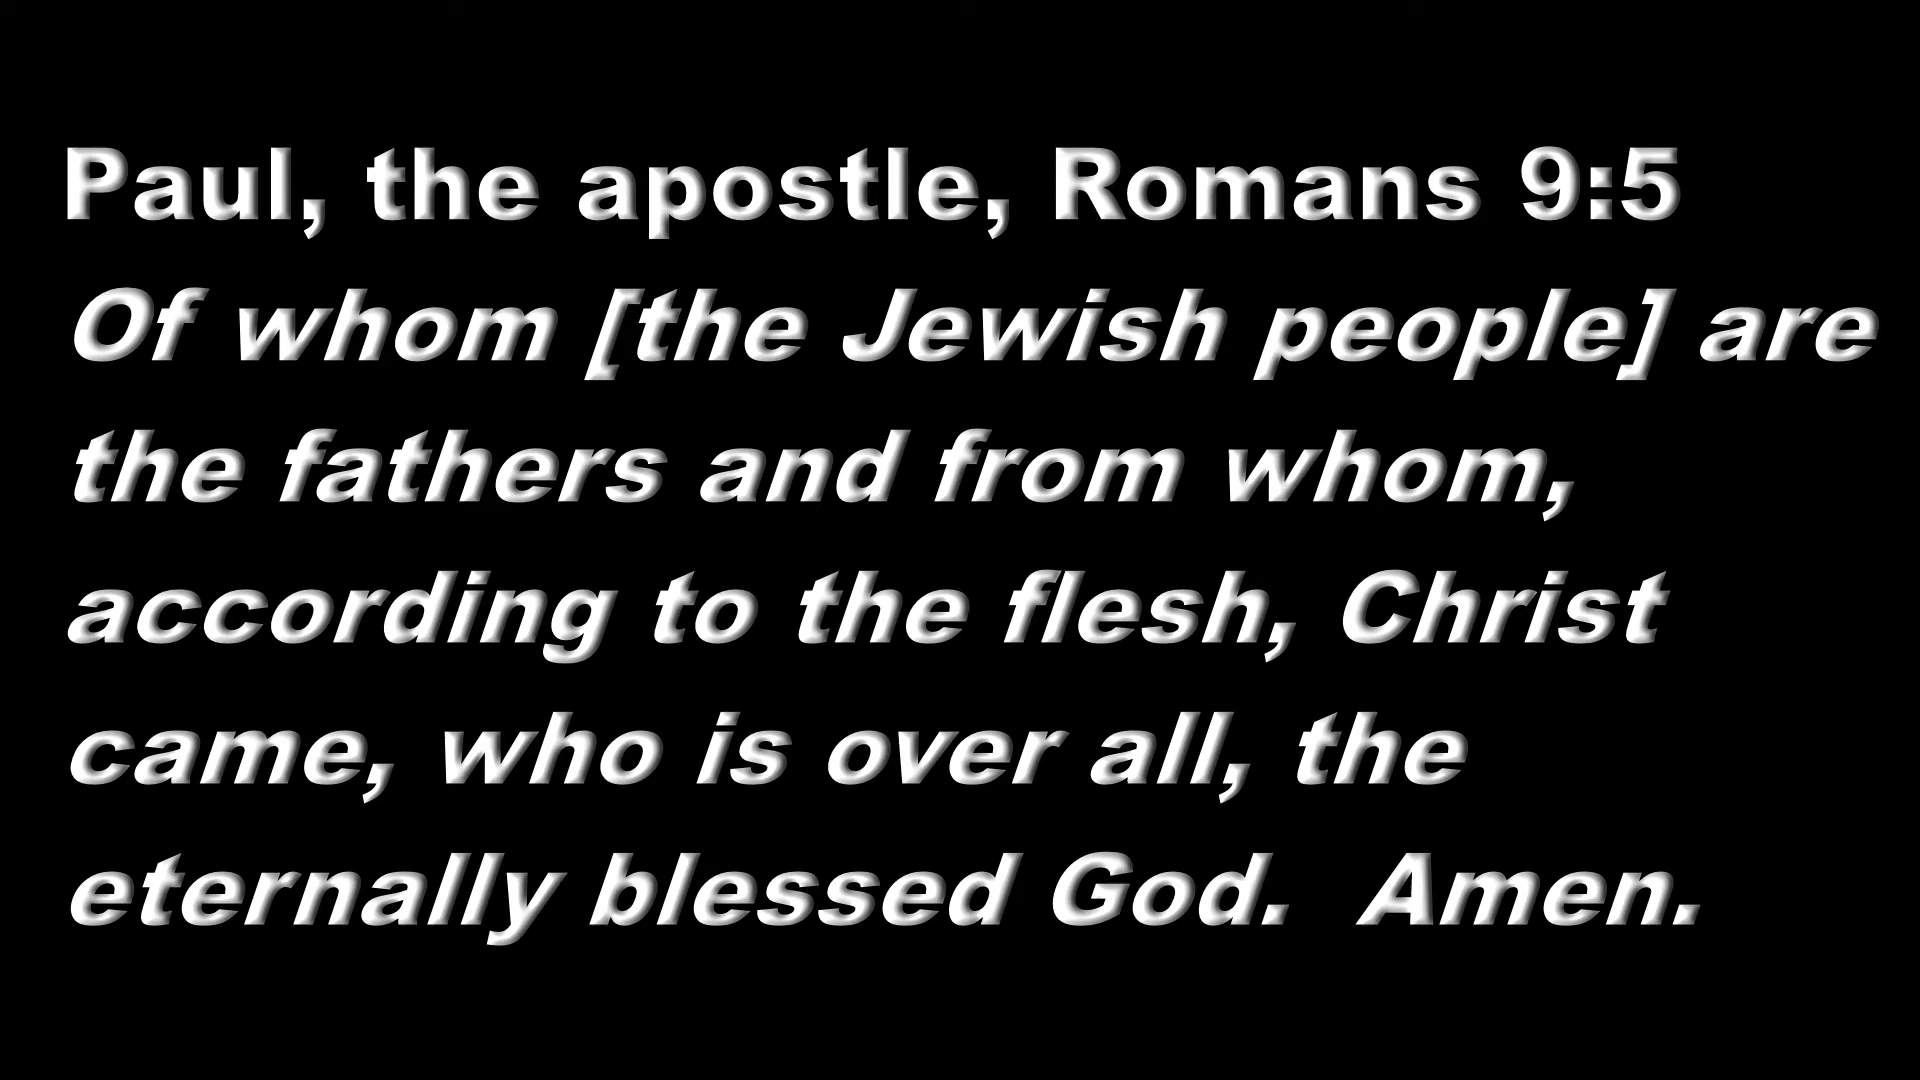 Paul, the apostle, Romans 9:5
Of whom [the Jewish people] are
the fathers and from whom,
according to the flesh, Christ
came, who is over all, the
eternally blessed God.  Amen.